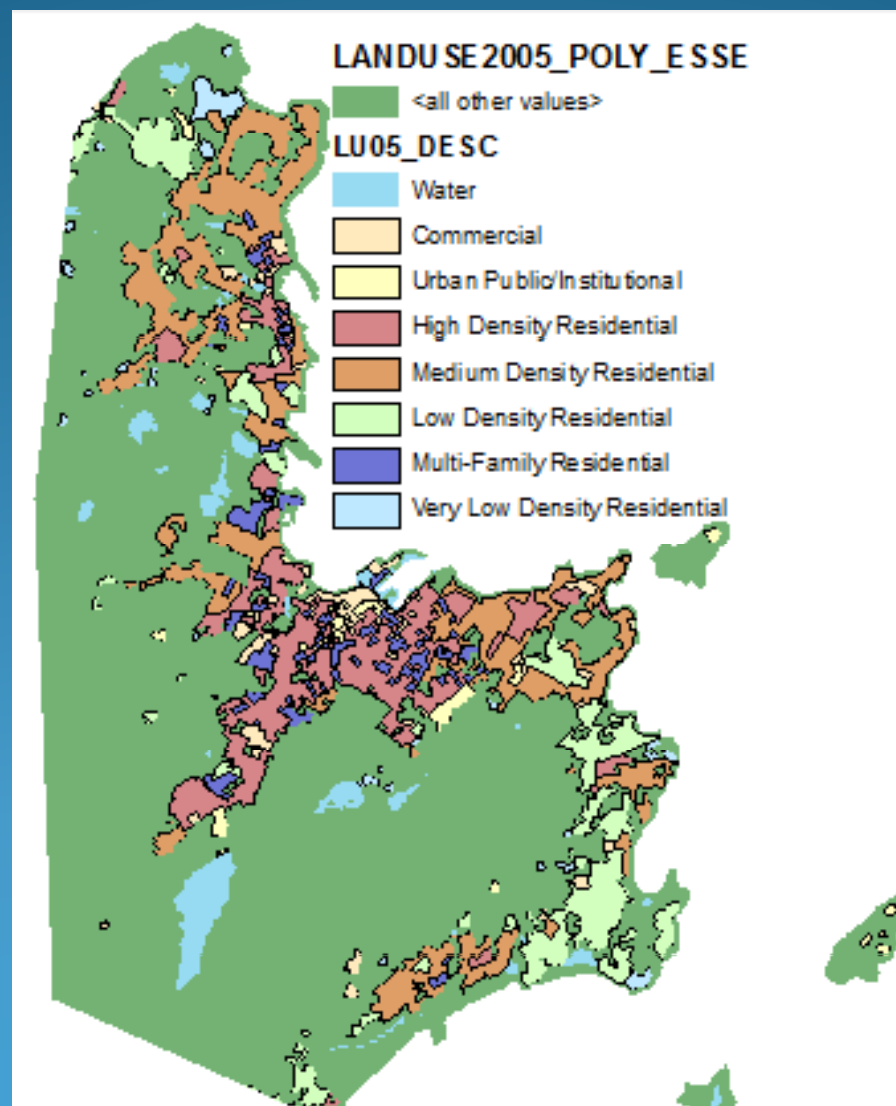 LANDUSE2005_POLY_ESSE
<all other values>
LU05_DESC
Water
Commercial
Urban Public/Institutional
High Density Residential
Medium Density Residential
Low Density Residential
Multi-Family Residential
Very Low Density Residential